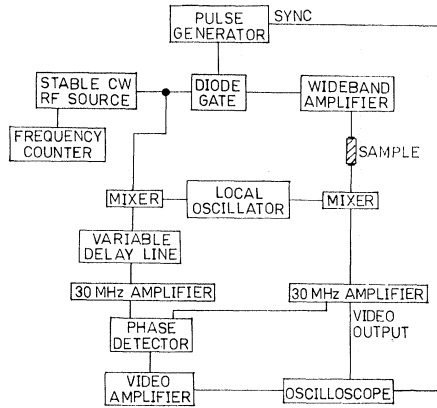 PULSE
GENERATOR
SYNC
STABLE CW
RF SOURCE
DIODE
GATE
WIDEBAND
AMPLIFIER
FREQUENCY
COUNTER
SAMPLE
MIXER
LOCAL
OSCILLATOR
MIXER
VARIABLE
DELAY LINE
30 MHz AMPLIFIER
30 MHz AMPLIFIER
PHASE
DETECTOR
VIDEO
OUTPUT
VIDEO
AMPLIFIER
OSCILLOSCOPE